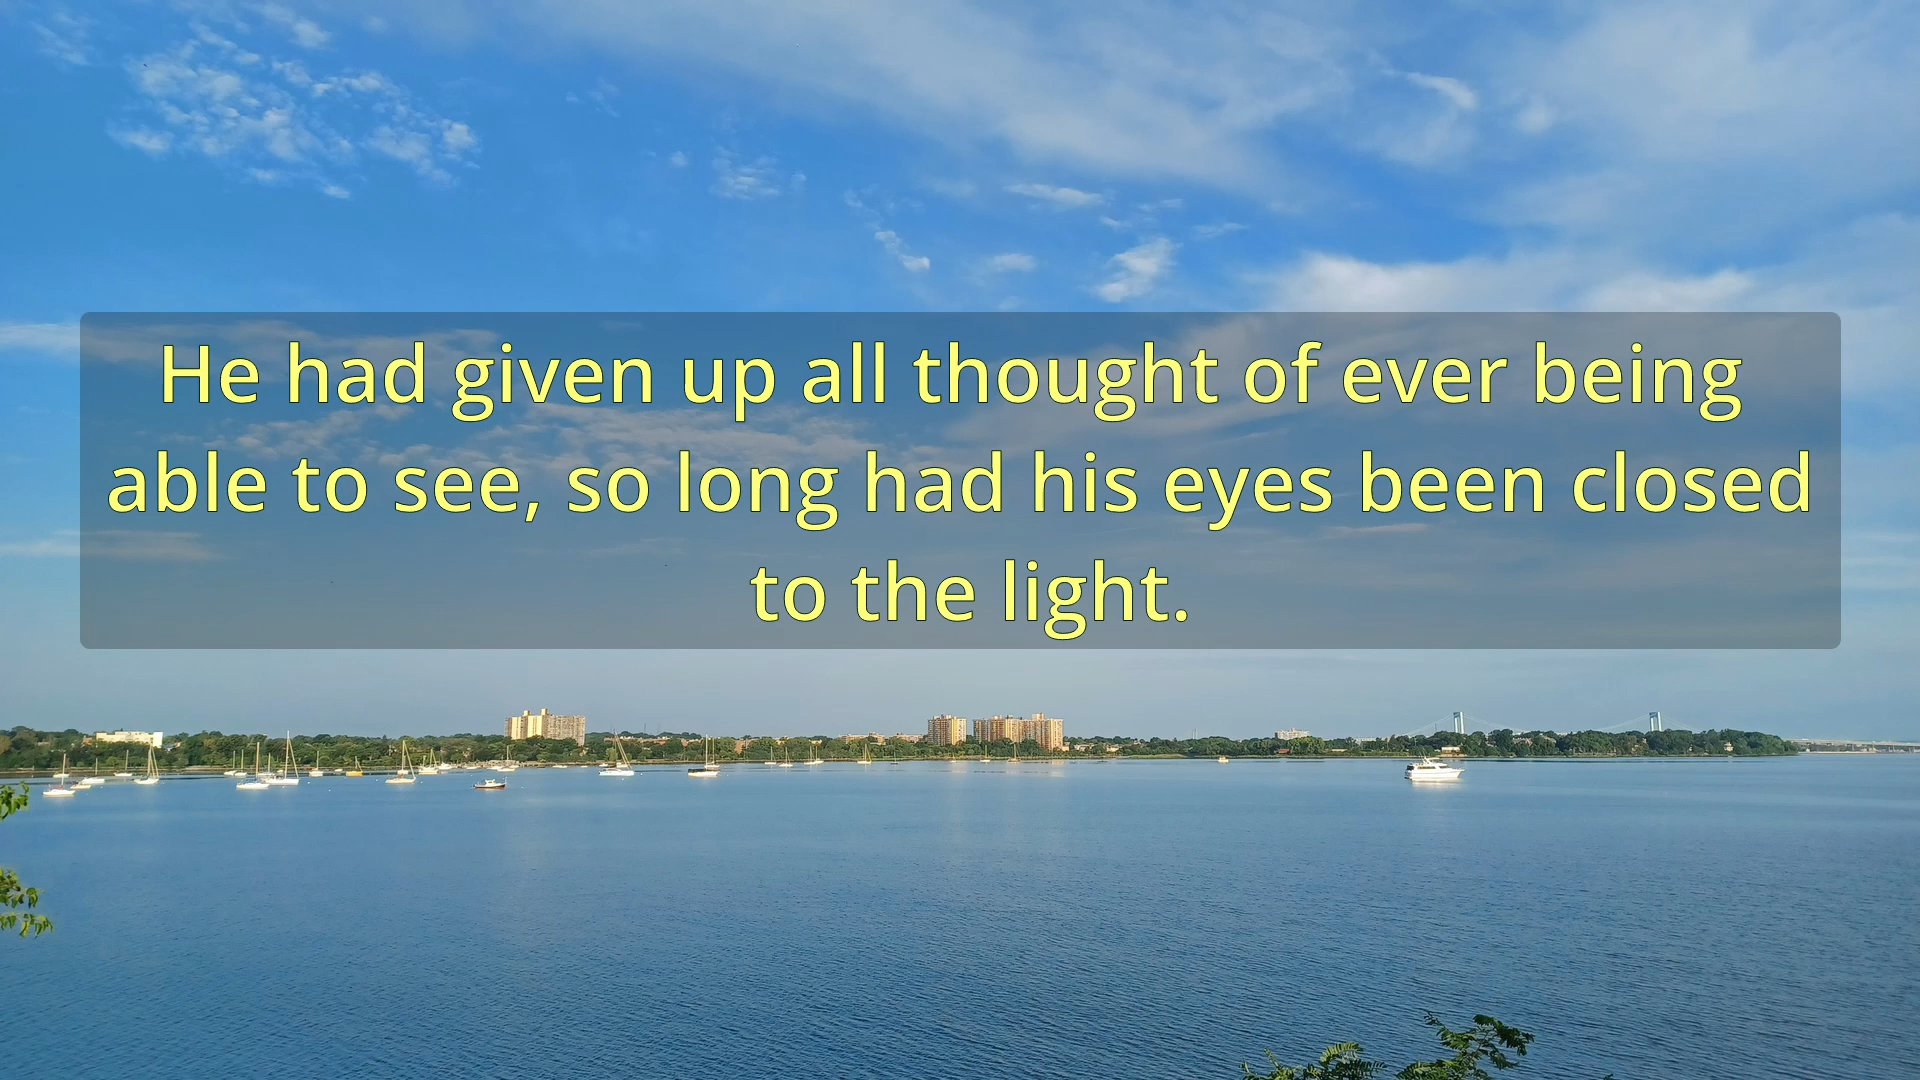 He had given up all thought of ever being
able to see, so long had his eyes been closed
to the light.